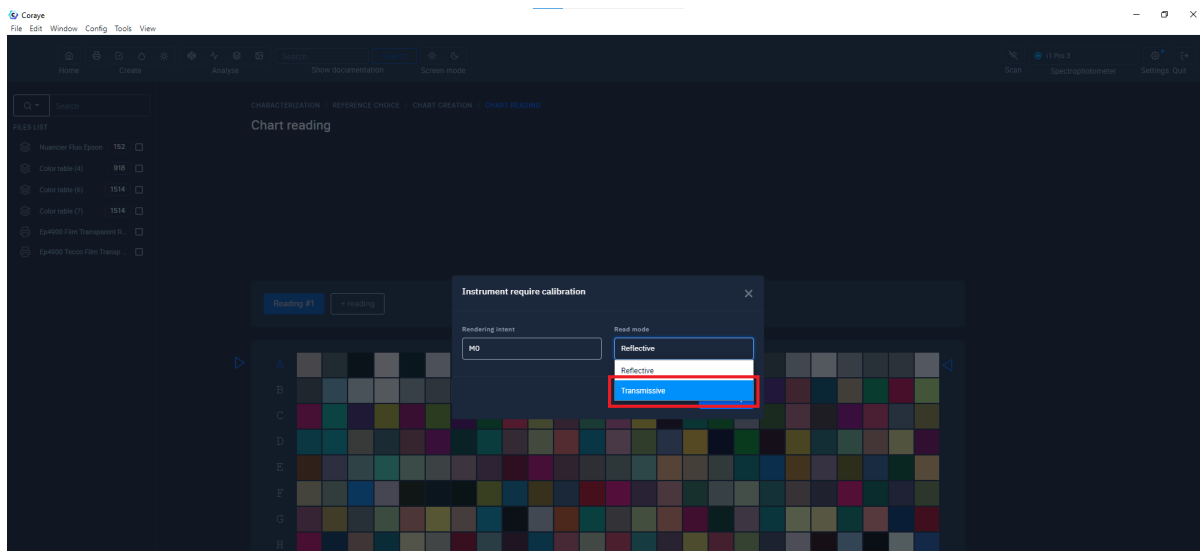 Coraye
File Edit Window Config Tools View
Search
Home Create Analyse Show documentation Screen mode Scan Spectrophotometer Settings Quit
i1 Pro 3
Search
FILES LIST
Nuancier Fluo Epson 152
Color table (4) 918
Color table (6) 1514
Color table (7) 1514
Ep4900 Film Transparent R...
Ep4900 Tecco Film Transp...
CHARACTERIZATION REFERENCE CHOICE CHART CREATION CHART READING
Chart reading
Reading #1 + reading
Instrument require calibration
Rendering intent Read mode
M0 Reflective
Reflective
Transmissive
A
B
C
D
E
F
G
H